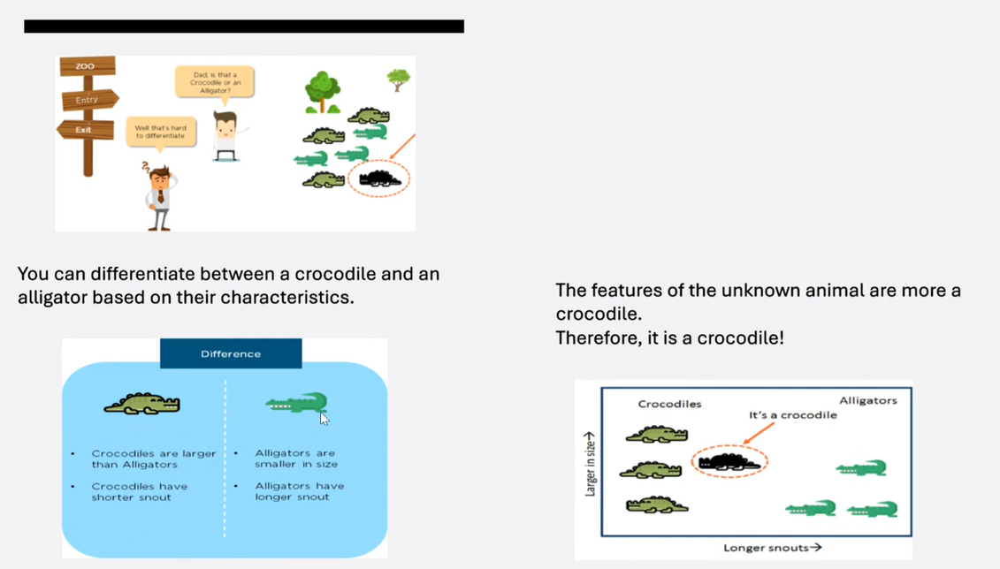 ZOO
Entry
Exit
Dad, is that a
Crocodile or an
Alligator?
Well that's hard
to differentiate
??
You can differentiate between a crocodile and an
alligator based on their characteristics.
Difference
• Crocodiles are larger
than Alligators
• Crocodiles have
shorter snout
• Alligators are
smaller in size
• Alligators have
longer snout
The features of the unknown animal are more a
crocodile.
Therefore, it is a crocodile!
Crocodiles
Alligators
It's a crocodile
Larger in size→
Longer snouts→